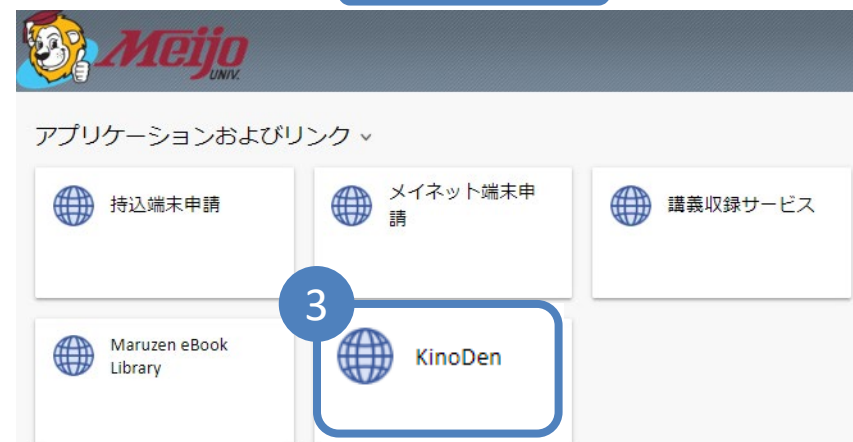 Meijo
UNIV.
アプリケーションおよびリンク
持込端末申請
メイネット端末申
請
講義収録サービス
3
Maruzen eBook
Library
KinoDen